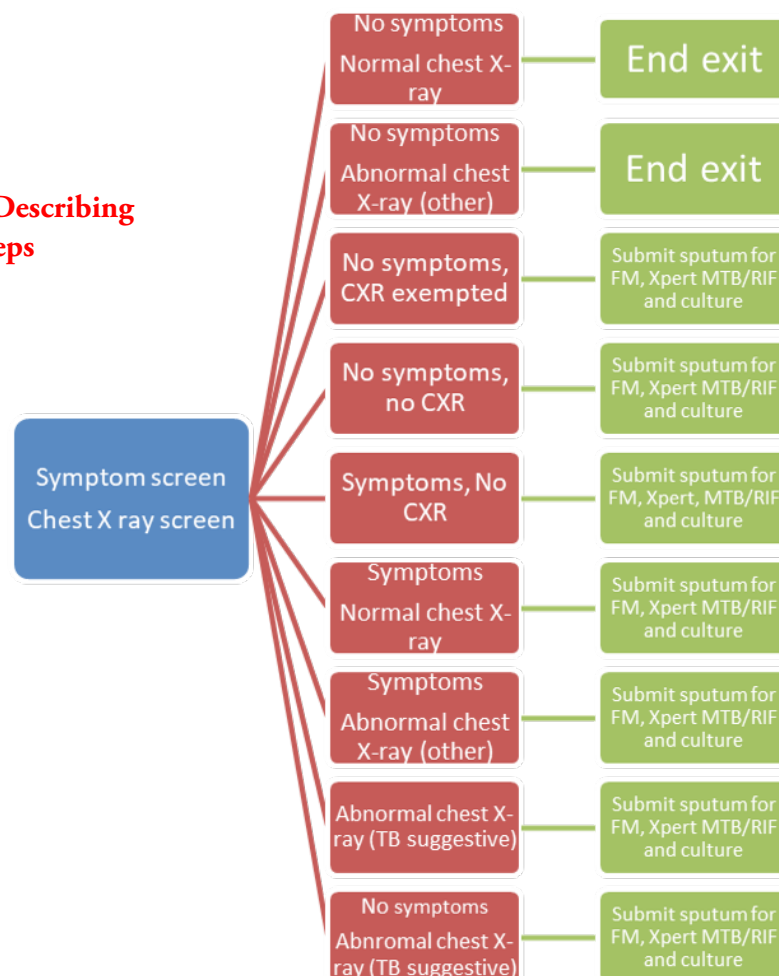 Describing
eps
Symptom screen
Chest X ray screen
No symptoms
Normal chest X-
ray
End exit
No symptoms
Abnormal chest
X-ray (other)
End exit
No symptoms,
CXR exempted
Submit sputum for
FM, Xpert MTB/RIF
and culture
No symptoms,
no CXR
Submit sputum for
FM, Xpert MTB/RIF
and culture
Symptoms, No
CXR
Submit sputum for
FM, Xpert, MTB/RIF
and culture
Symptoms
Normal chest X-
ray
Submit sputum for
FM, Xpert MTB/RIF
and culture
Symptoms
Abnormal chest
X-ray (other)
Submit sputum for
FM, Xpert MTB/RIF
and culture
Abnormal chest X-
ray (TB suggestive)
Submit sputum for
FM, Xpert MTB/RIF
and culture
No symptoms
Abnromal chest X-
ray (TB suggestive)
Submit sputum for
FM, Xpert MTB/RIF
and culture